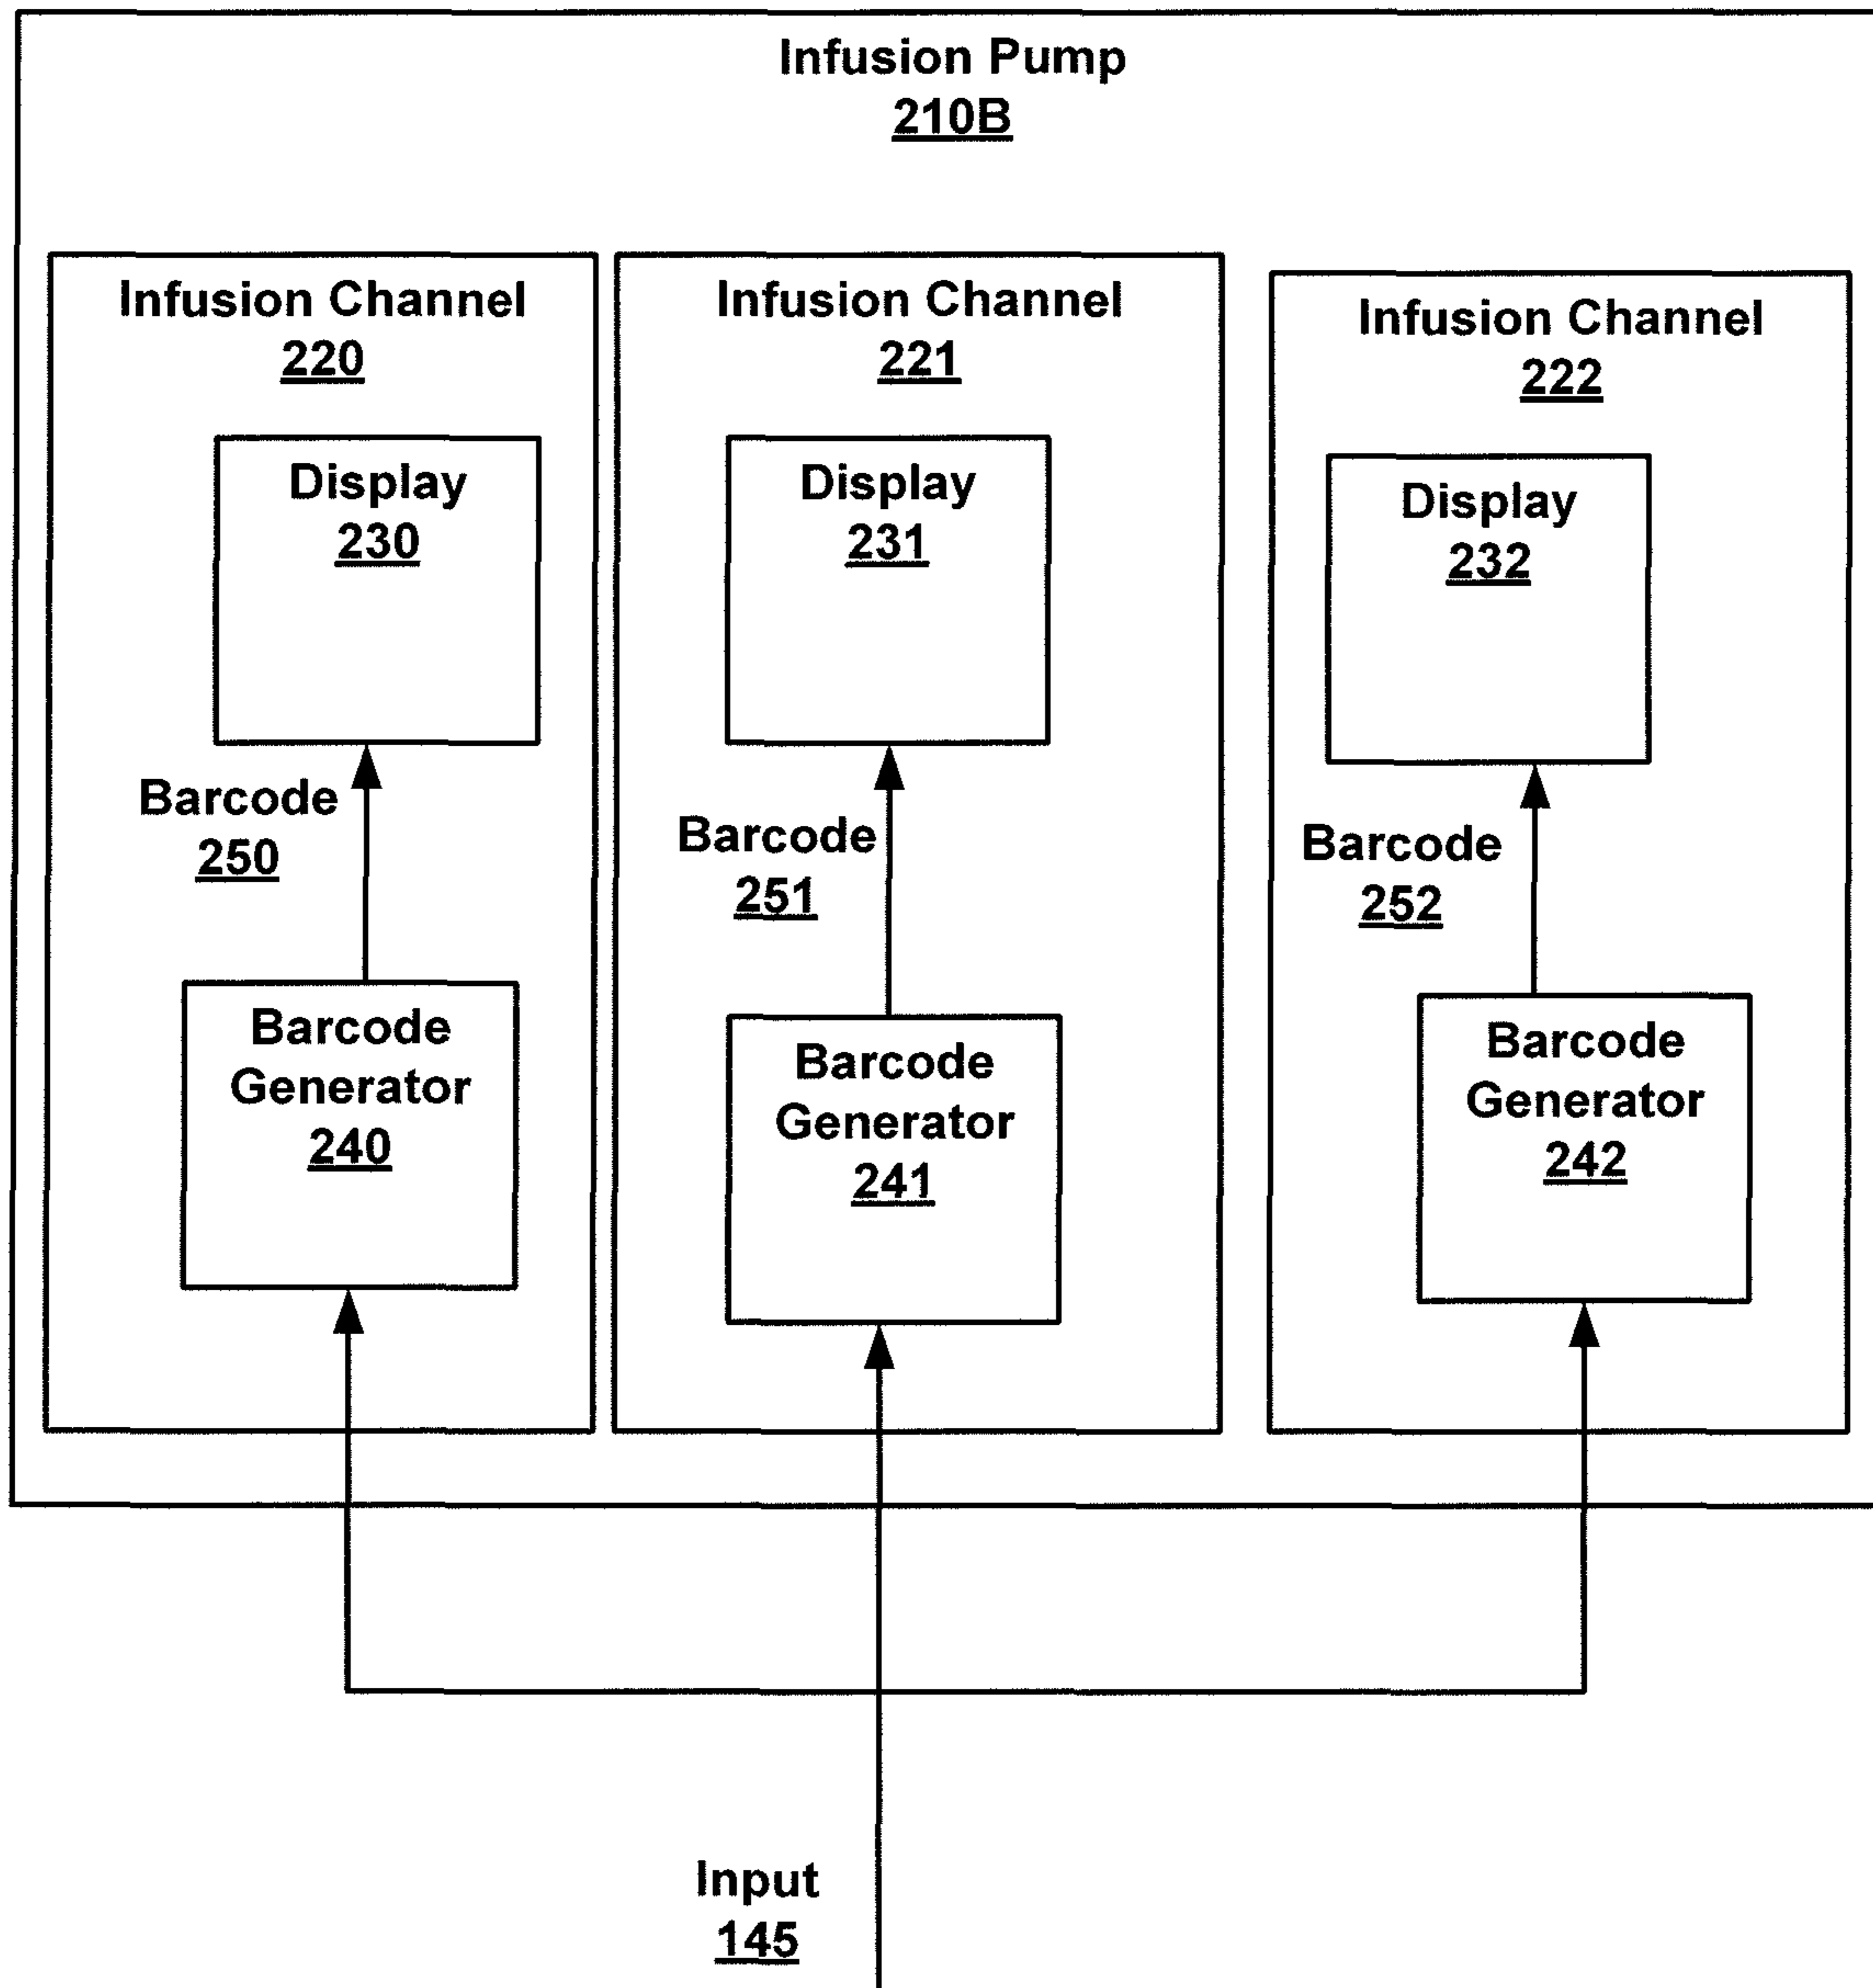 Infusion Pump
210B
Infusion Channel
220
Display
230
Barcode
250
Barcode
Generator
240
Infusion Channel
221
Display
231
Barcode
251
Barcode
Generator
241
Infusion Channel
222
Display
232
Barcode
252
Barcode
Generator
242
Input
145